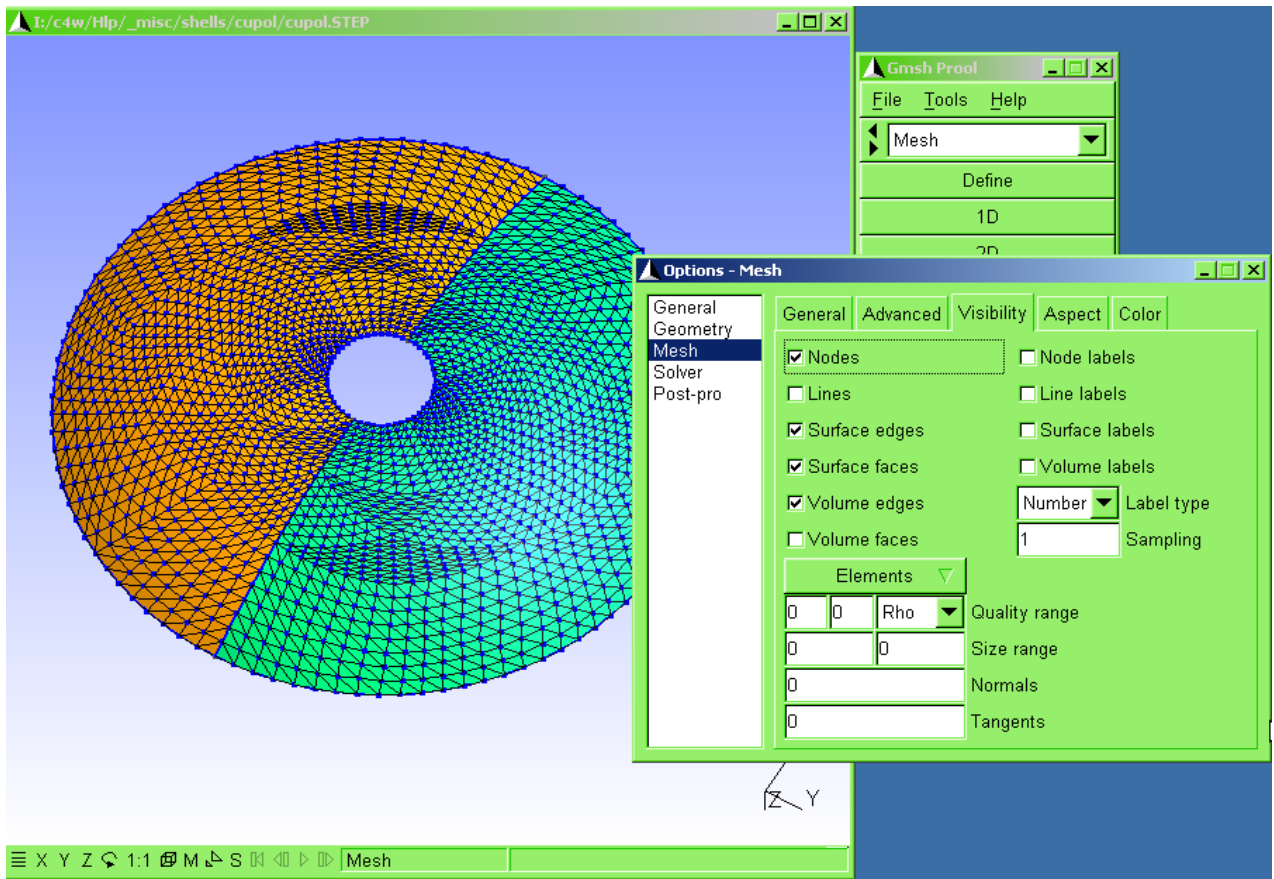 I:/c4w/Hlp/_misc/shells/cupol/cupol.STEP
Gmsh Prool
File Tools Help
Mesh
Define
1D
2D
Options - Mesh
General
Geometry
Mesh
Solver
Post-pro
General Advanced Visibility Aspect Color
Nodes Node labels
Lines Line labels
Surface edges Surface labels
Surface faces Volume labels
Volume edges Number Label type
Volume faces 1 Sampling
Elements
0 0 Rho Quality range
0 0 Size range
0 Normals
0 Tangents
Z Y
X Y Z 1:1 M S Mesh